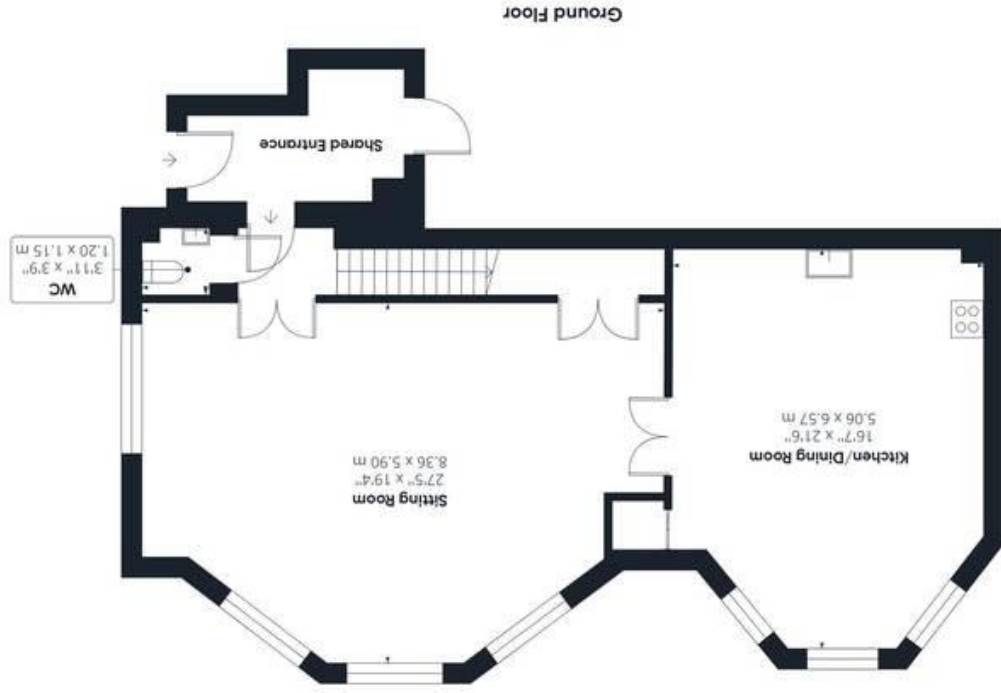 Kitchen/Dining Room
16'7" x 21'6"
5.06 x 6.57 m
Sitting Room
27'5" x 19'4"
8.36 x 5.90 m
WC
3'11" x 3'9"
1.20 x 1.15 m
Shared Entrance
Ground Floor